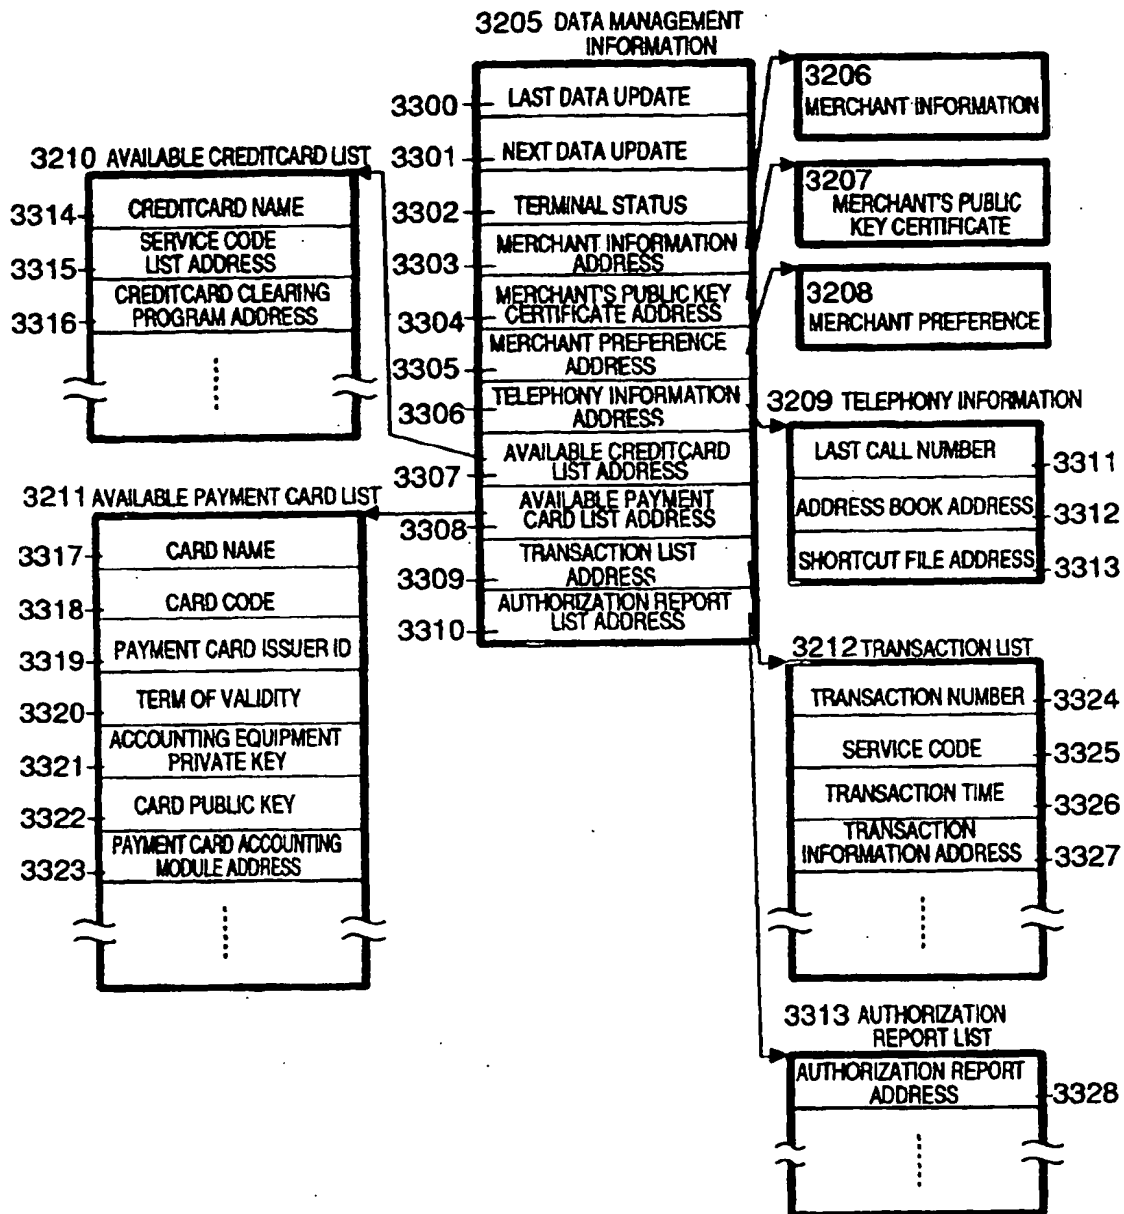 3205 DATA MANAGEMENT
INFORMATION
3300 LAST DATA UPDATE
3301 NEXT DATA UPDATE
3302 TERMINAL STATUS
3303 MERCHANT INFORMATION
ADDRESS
3304 MERCHANT'S PUBLIC KEY
CERTIFICATE ADDRESS
3305 MERCHANT PREFERENCE
ADDRESS
3306 TELEPHONY INFORMATION
ADDRESS
3307 AVAILABLE CREDITCARD
LIST ADDRESS
3308 AVAILABLE PAYMENT
CARD LIST ADDRESS
3309 TRANSACTION LIST
ADDRESS
3310 AUTHORIZATION REPORT
LIST ADDRESS
3210 AVAILABLE CREDITCARD LIST
3314 CREDITCARD NAME
3315 SERVICE CODE
LIST ADDRESS
3316 CREDITCARD CLEARING
PROGRAM ADDRESS
3211 AVAILABLE PAYMENT CARD LIST
3317 CARD NAME
3318 CARD CODE
3319 PAYMENT CARD ISSUER ID
3320 TERM OF VALIDITY
3321 ACCOUNTING EQUIPMENT
PRIVATE KEY
3322 CARD PUBLIC KEY
3323 PAYMENT CARD ACCOUNTING
MODULE ADDRESS
3206
MERCHANT INFORMATION
3207
MERCHANT'S PUBLIC
KEY CERTIFICATE
3208
MERCHANT PREFERENCE
3209 TELEPHONY INFORMATION
LAST CALL NUMBER 3311
ADDRESS BOOK ADDRESS 3312
SHORTCUT FILE ADDRESS 3313
3212 TRANSACTION LIST
TRANSACTION NUMBER 3324
SERVICE CODE 3325
TRANSACTION TIME 3326
TRANSACTION
INFORMATION ADDRESS 3327
3313 AUTHORIZATION
REPORT LIST
AUTHORIZATION REPORT
ADDRESS 3328